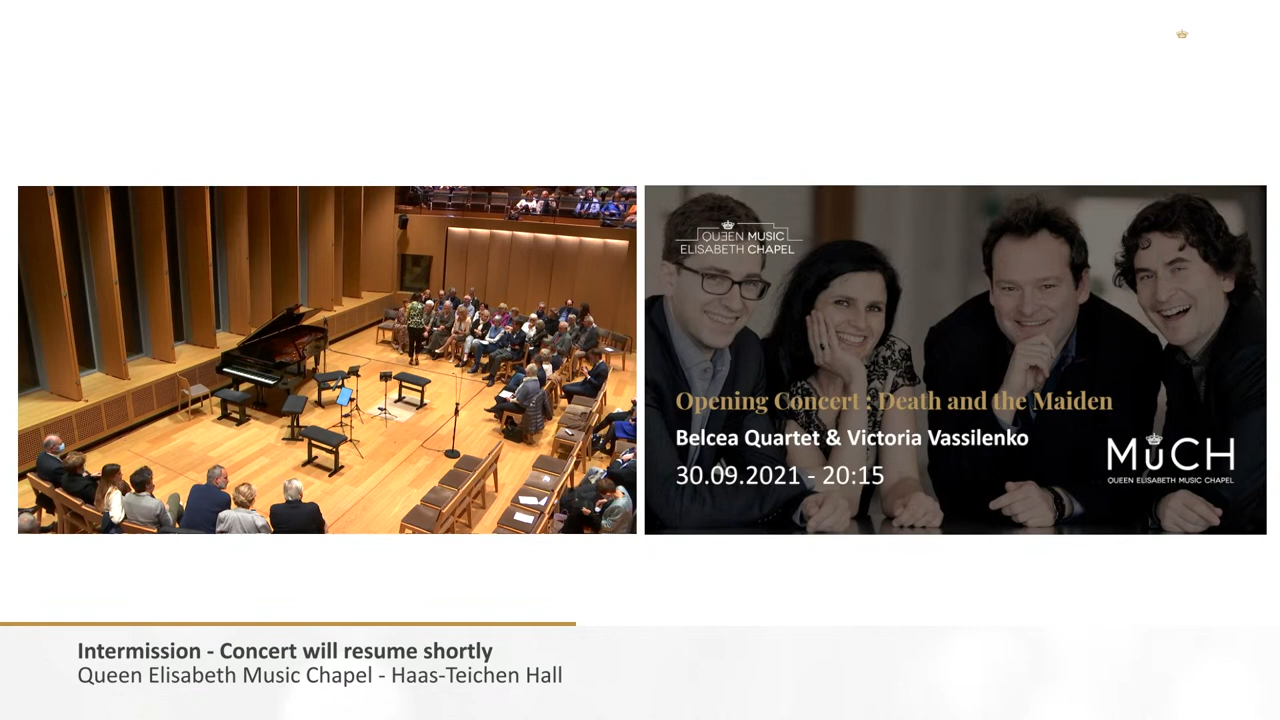 QUEEN MUSIC
ELISABETH CHAPEL
Opening Concert : Death and the Maiden
Belcea Quartet & Victoria Vassilenko
30.09.2021 - 20:15
MuCH
QUEEN ELISABETH MUSIC CHAPEL
Intermission - Concert will resume shortly
Queen Elisabeth Music Chapel - Haas-Teichen Hall